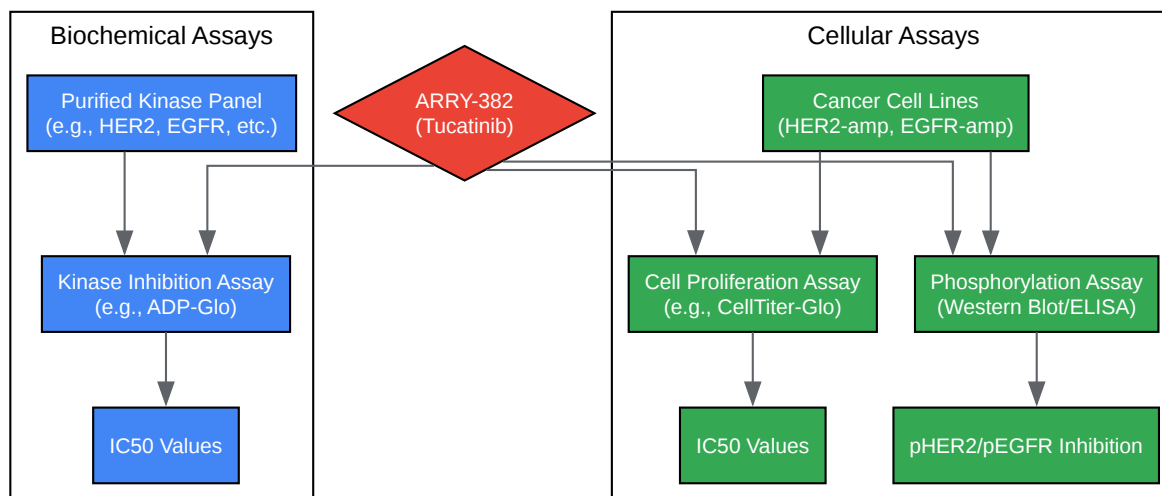 Biochemical Assays
Cellular Assays
Purified Kinase Panel
(e.g., HER2, EGFR, etc.)
ARRY-382
(Tucatinib)
Cancer Cell Lines
(HER2-amp, EGFR-amp)
Kinase Inhibition Assay
(e.g., ADP-Glo)
Cell Proliferation Assay
(e.g., CellTiter-Glo)
Phosphorylation Assay
(Western Blot/ELISA)
IC50 Values
IC50 Values
pHER2/pEGFR Inhibition